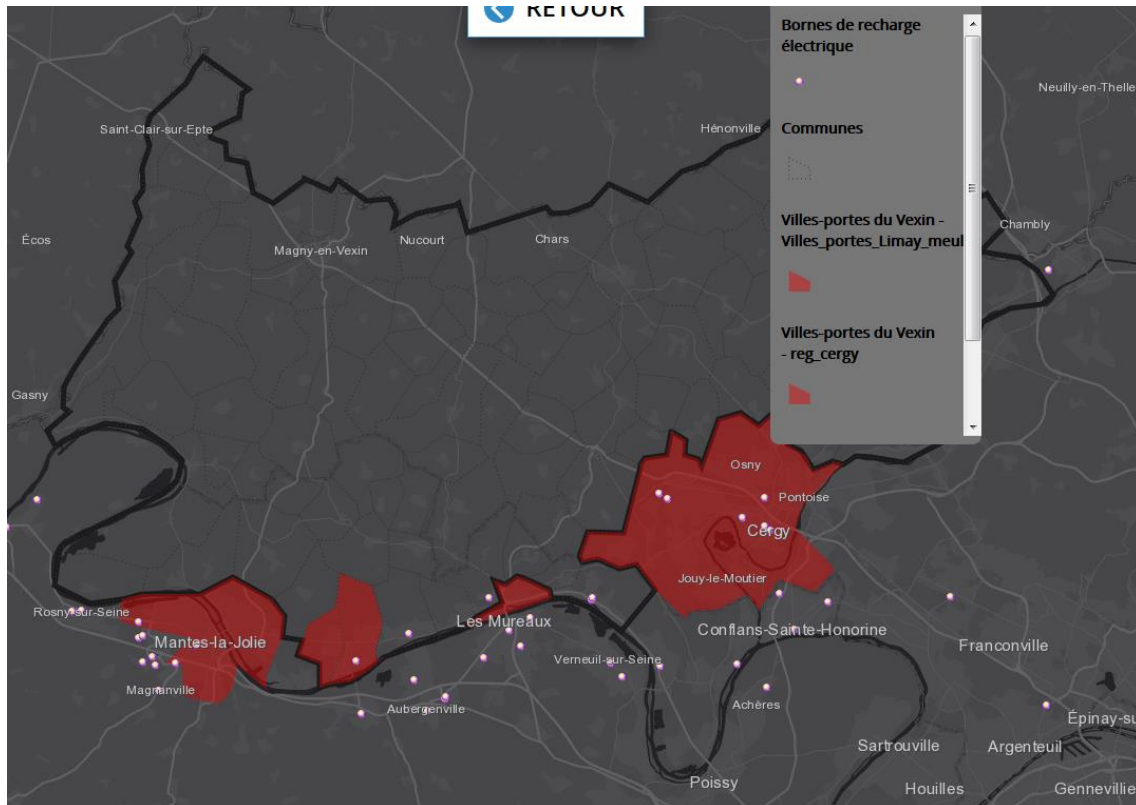 RETOUR
Bornes de recharge
électrique
Communes
Villes-portes du Vexin -
Villes_portes_Limay_meul
Villes-portes du Vexin
- reg_cergy
Neuilly-en-Thelle
Saint-Clair-sur-Epte
Hénonville
Chambly
Écos
Magny-en-Vexin
Nucourt
Chars
Gasny
Osny
Pontoise
Cergy
Jouy-le-Moutier
Rosny-sur-Seine
Mantes-la-Jolie
Les Mureaux
Conflans-Sainte-Honorine
Franconville
Verneuil-sur-Seine
Magnanville
Aubergenville
Achères
Épinay-su
Sartrouville
Argenteuil
Poissy
Houilles
Gennevillie